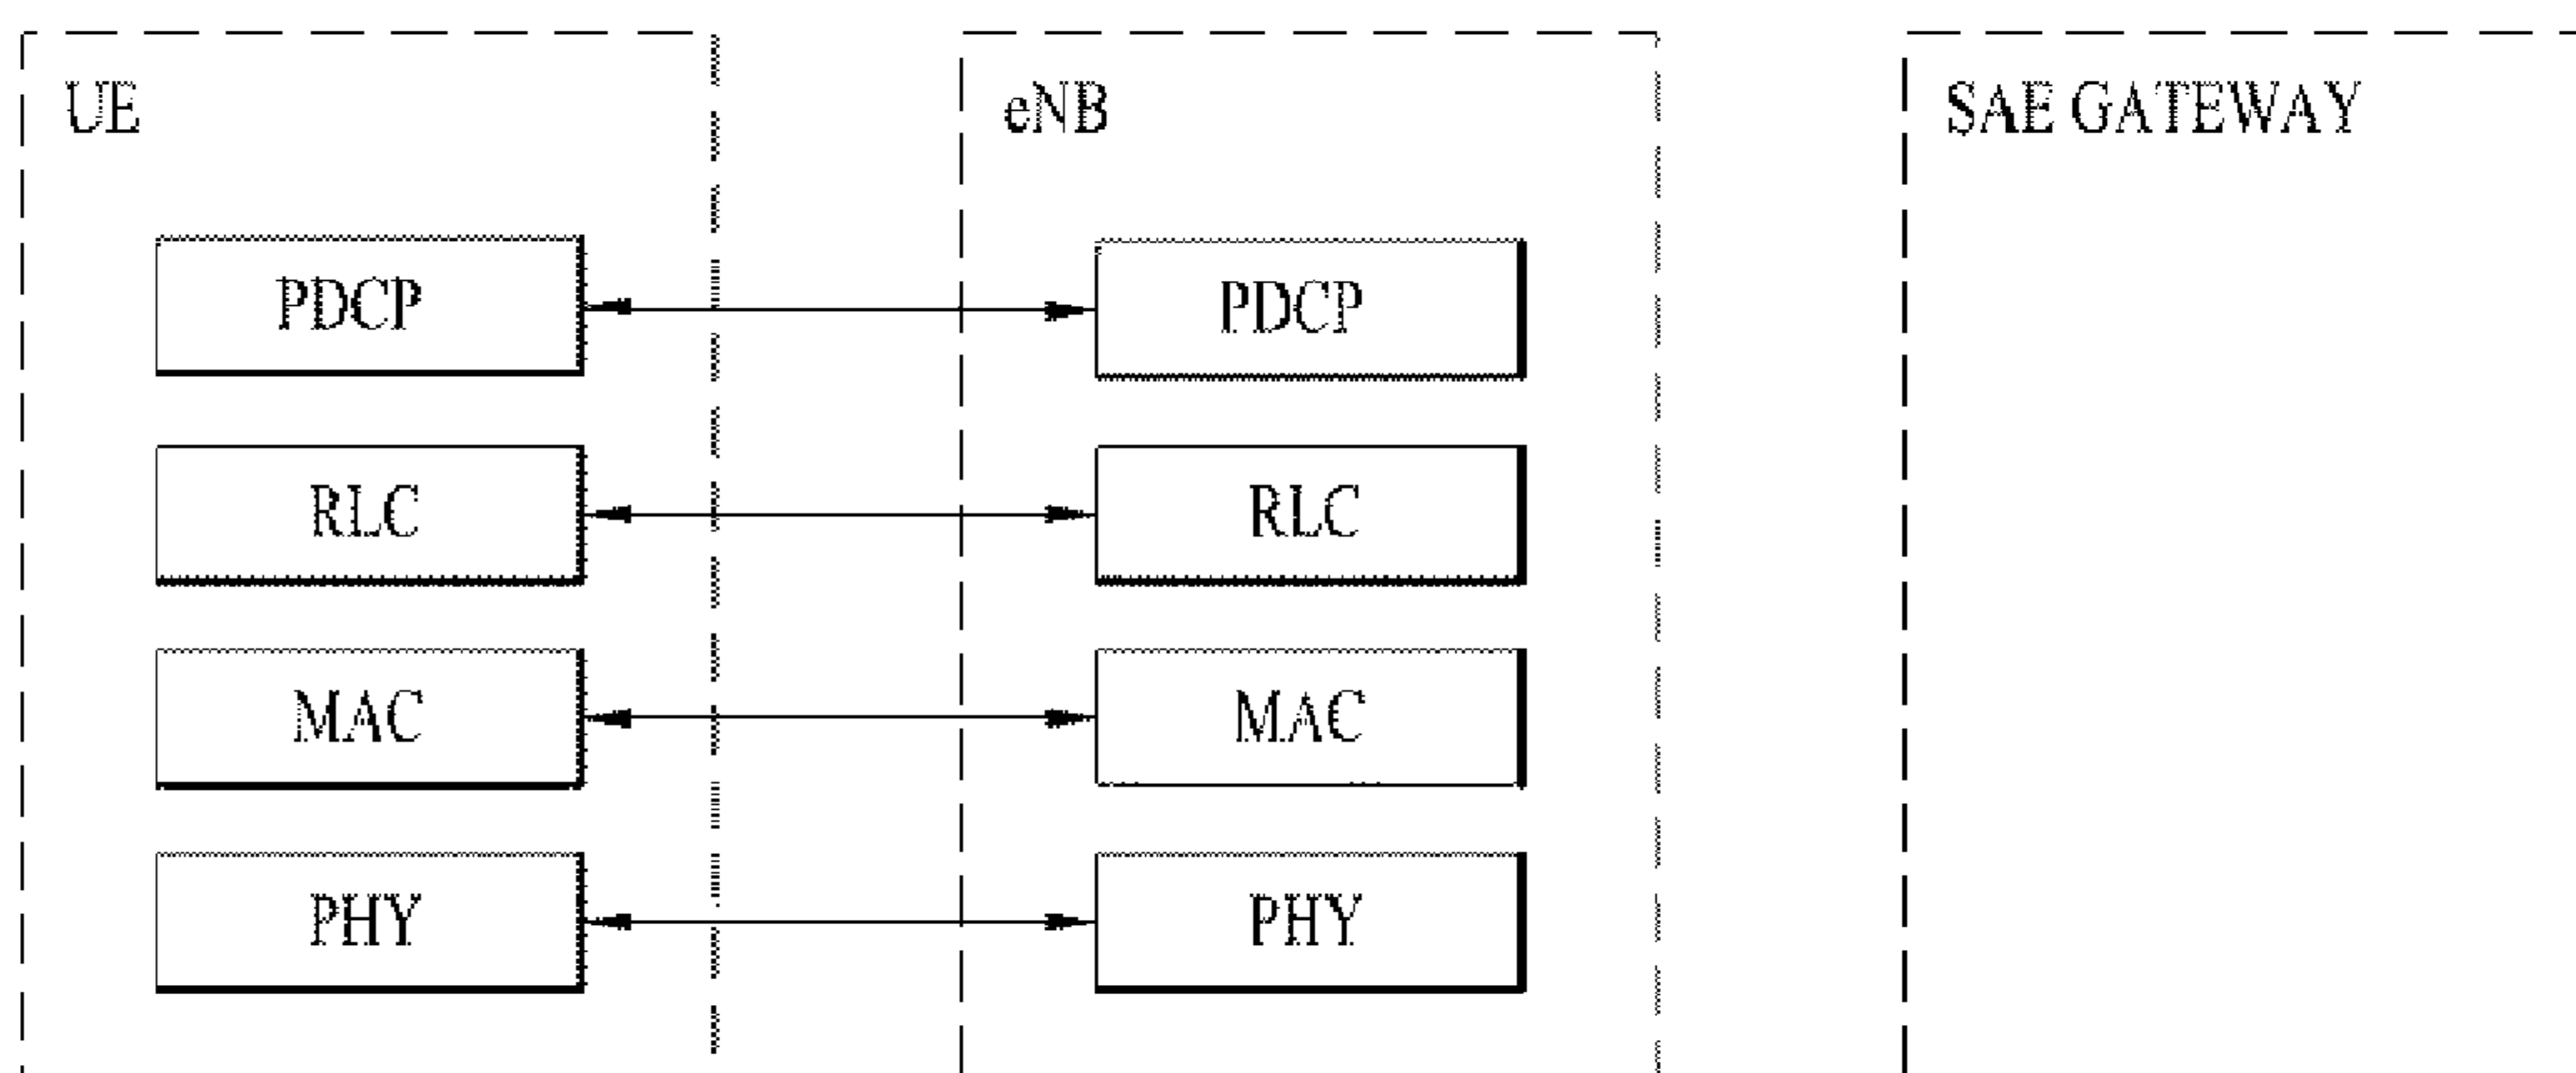 UE
eNB
SAE GATEWAY
PDCP
PDCP
RLC
RLC
MAC
MAC
PHY
PHY